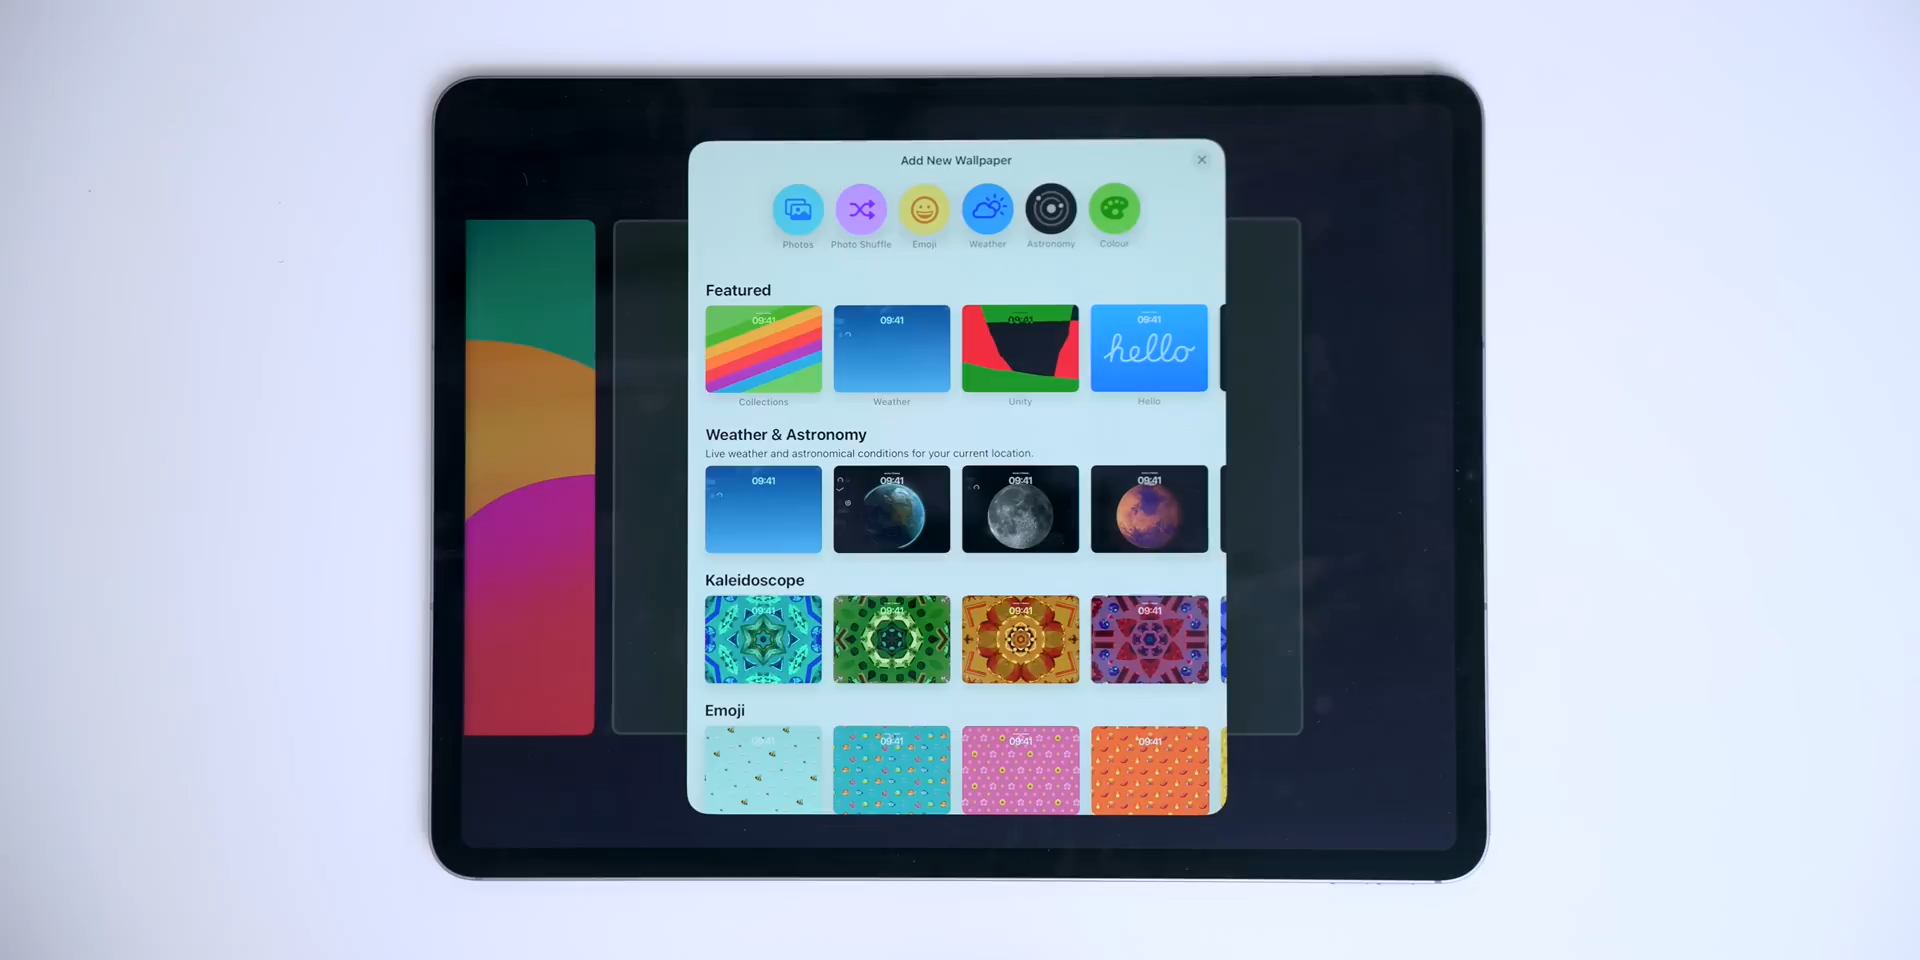 Add New Wallpaper
Photos
Photo Shuffle
Emoji
Weather
Astronomy
Colour
Featured
09:41
09:41
09:41
09:41
hello
Collections
Weather
Unity
Hello
Weather & Astronomy
Live weather and astronomical conditions for your current location.
09:41
09:41
09:41
09:41
Kaleidoscope
09:41
09:41
09:41
09:41
Emoji
09:41
09:41
09:41
09:41